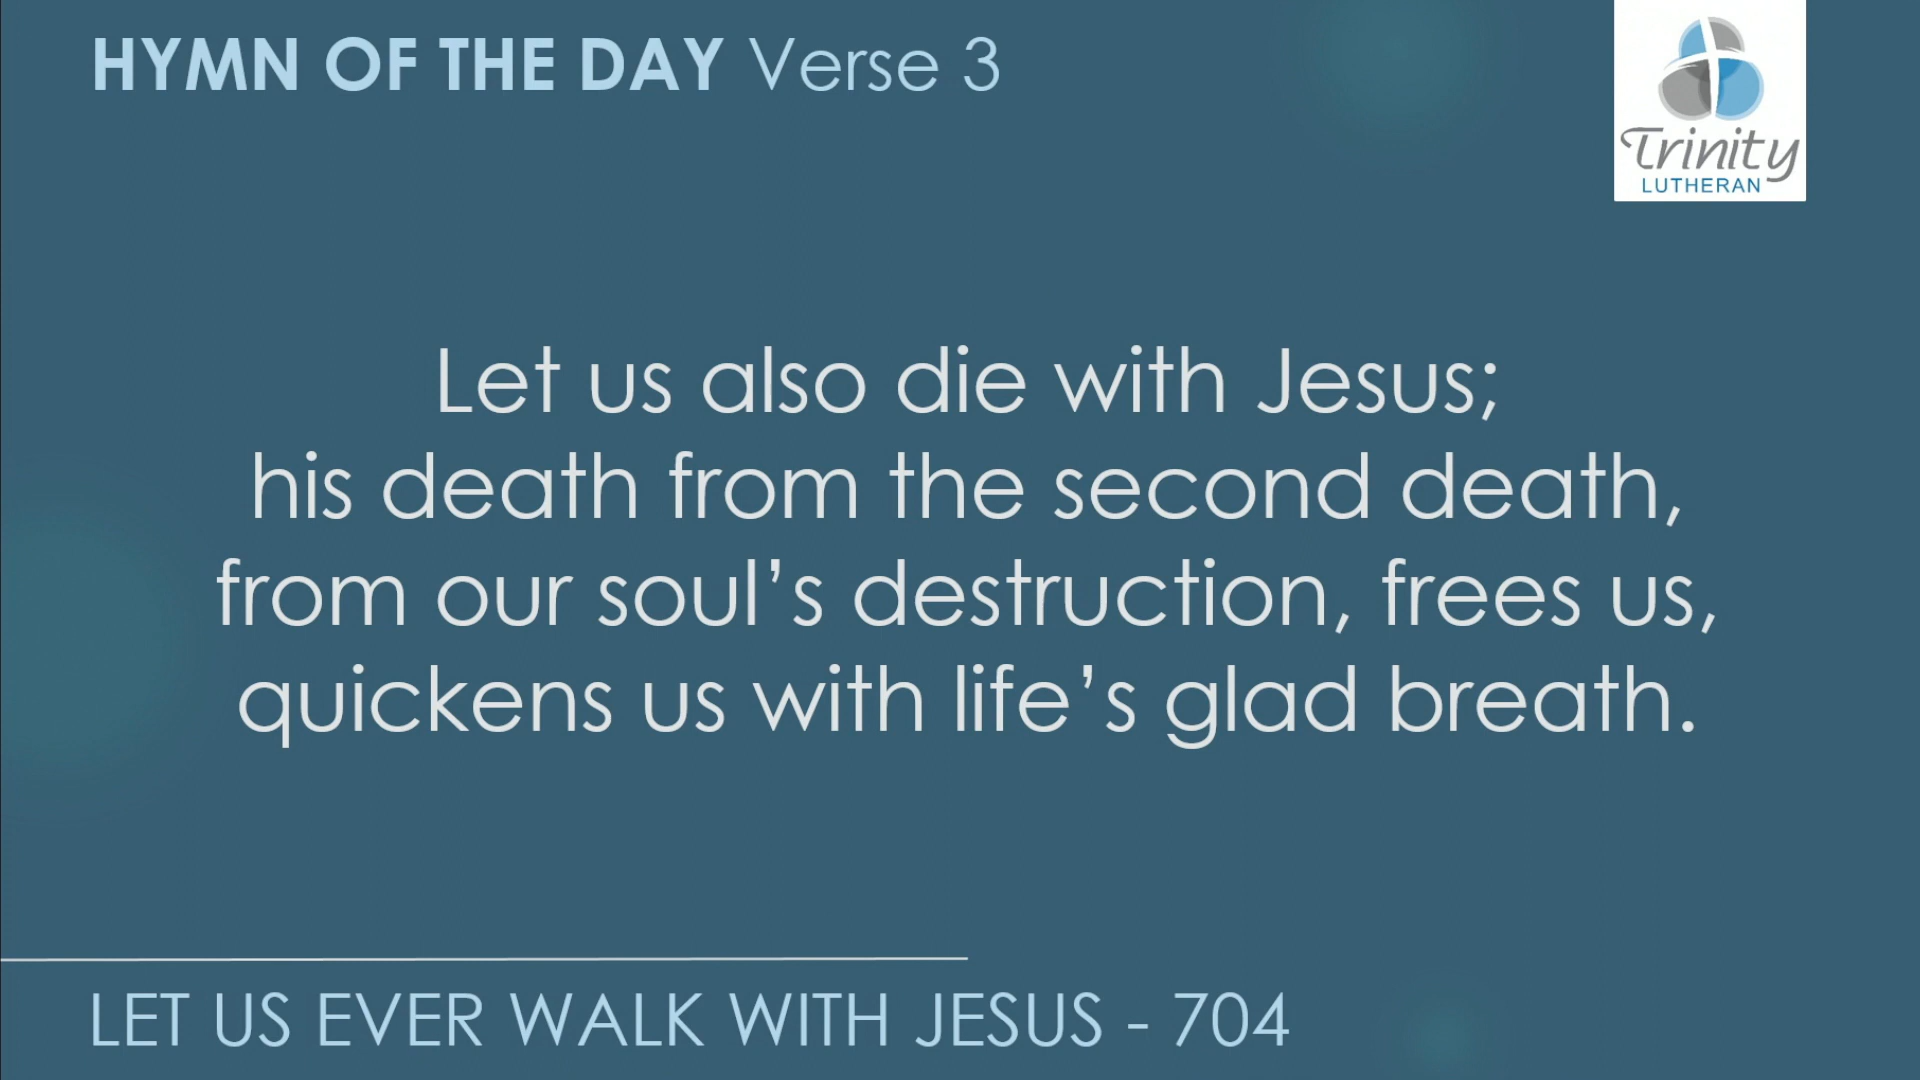 HYMN OF THE DAY Verse 3
Trinity
LUTHERAN
Let us also die with Jesus;
his death from the second death,
from our soul’s destruction, frees us,
quickens us with life’s glad breath.
LET US EVER WALK WITH JESUS - 704